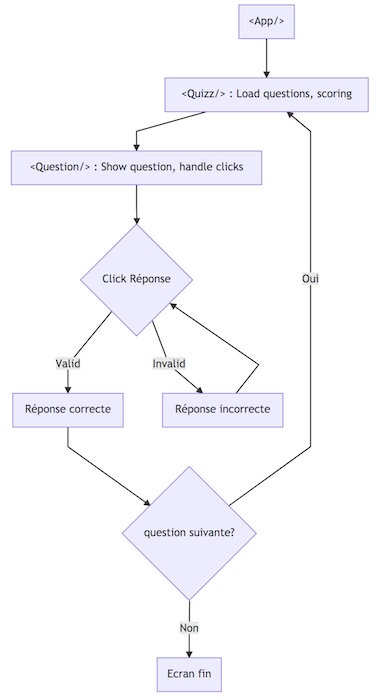 <App/>
<Quizz/> : Load questions, scoring
<Question/> : Show question, handle clicks
Click Réponse
Oui
Valid
Invalid
Réponse correcte
Réponse incorrecte
question suivante?
Non
Ecran fin